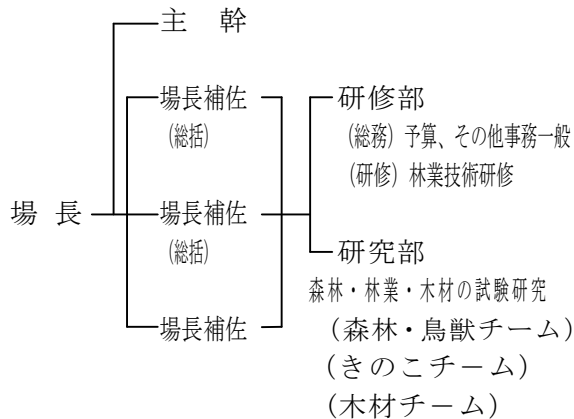 主　幹
場長補佐
(総括)
場 長
場長補佐
(総括)
場長補佐
研修部
(総務) 予算、その他事務一般
(研修) 林業技術研修
研究部
森林・林業・木材の試験研究
(森林・鳥獣チーム)
(きのこチーム)
(木材チーム)